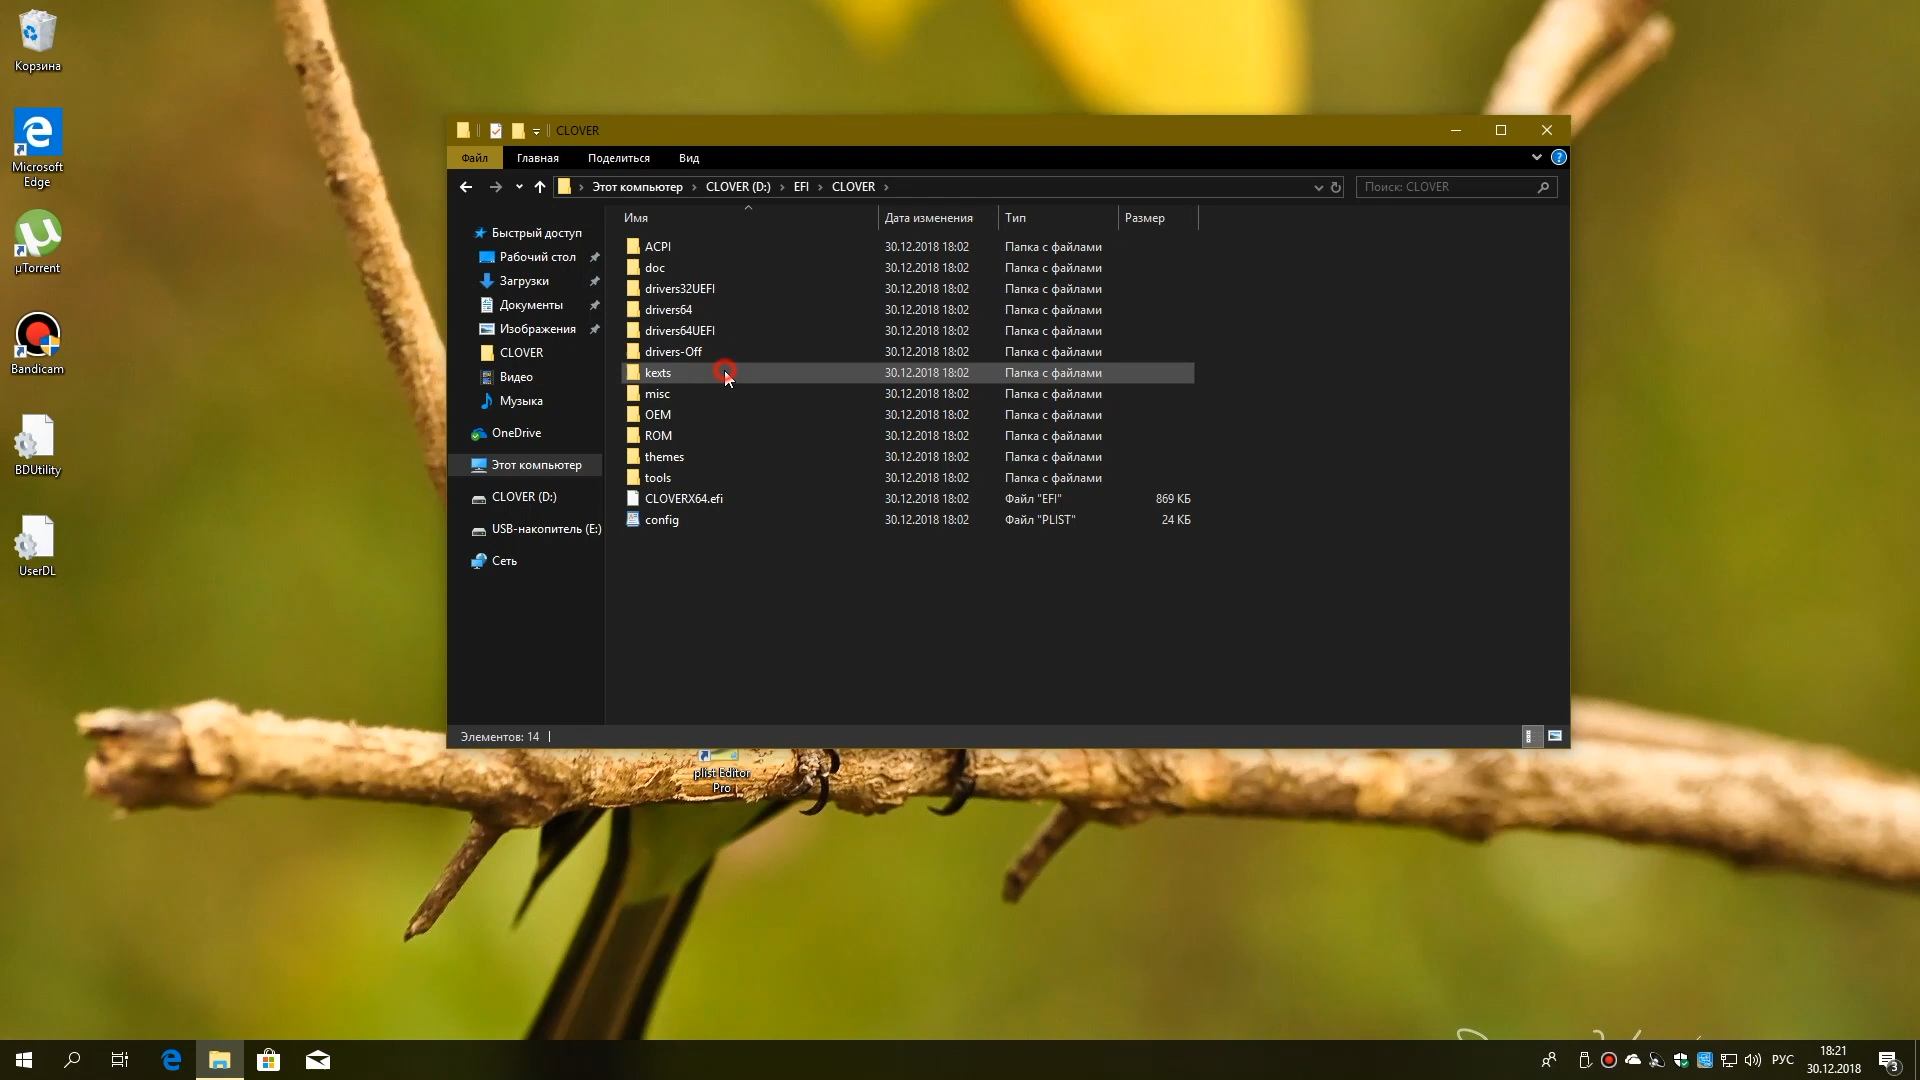 Корзина
Microsoft
Edge
µTorrent
Bandicam
BDUtility
UserDL
CLOVER
Файл Главная Поделиться Вид
Этот компьютер CLOVER (D:) EFI CLOVER
Поиск: CLOVER
Быстрый доступ
Рабочий стол
Загрузки
Документы
Изображения
CLOVER
Видео
Музыка
OneDrive
Этот компьютер
CLOVER (D:)
USB-накопитель (E:)
Сеть
Имя Дата изменения Тип Размер
ACPI 30.12.2018 18:02 Папка с файлами
doc 30.12.2018 18:02 Папка с файлами
drivers32UEFI 30.12.2018 18:02 Папка с файлами
drivers64 30.12.2018 18:02 Папка с файлами
drivers64UEFI 30.12.2018 18:02 Папка с файлами
drivers-Off 30.12.2018 18:02 Папка с файлами
kexts 30.12.2018 18:02 Папка с файлами
misc 30.12.2018 18:02 Папка с файлами
OEM 30.12.2018 18:02 Папка с файлами
ROM 30.12.2018 18:02 Папка с файлами
themes 30.12.2018 18:02 Папка с файлами
tools 30.12.2018 18:02 Папка с файлами
CLOVERX64.efi 30.12.2018 18:02 Файл "EFI" 869 КБ
config 30.12.2018 18:02 Файл "PLIST" 24 КБ
Элементов: 14
plist Editor
Pro
РУС
18:21
30.12.2018
3